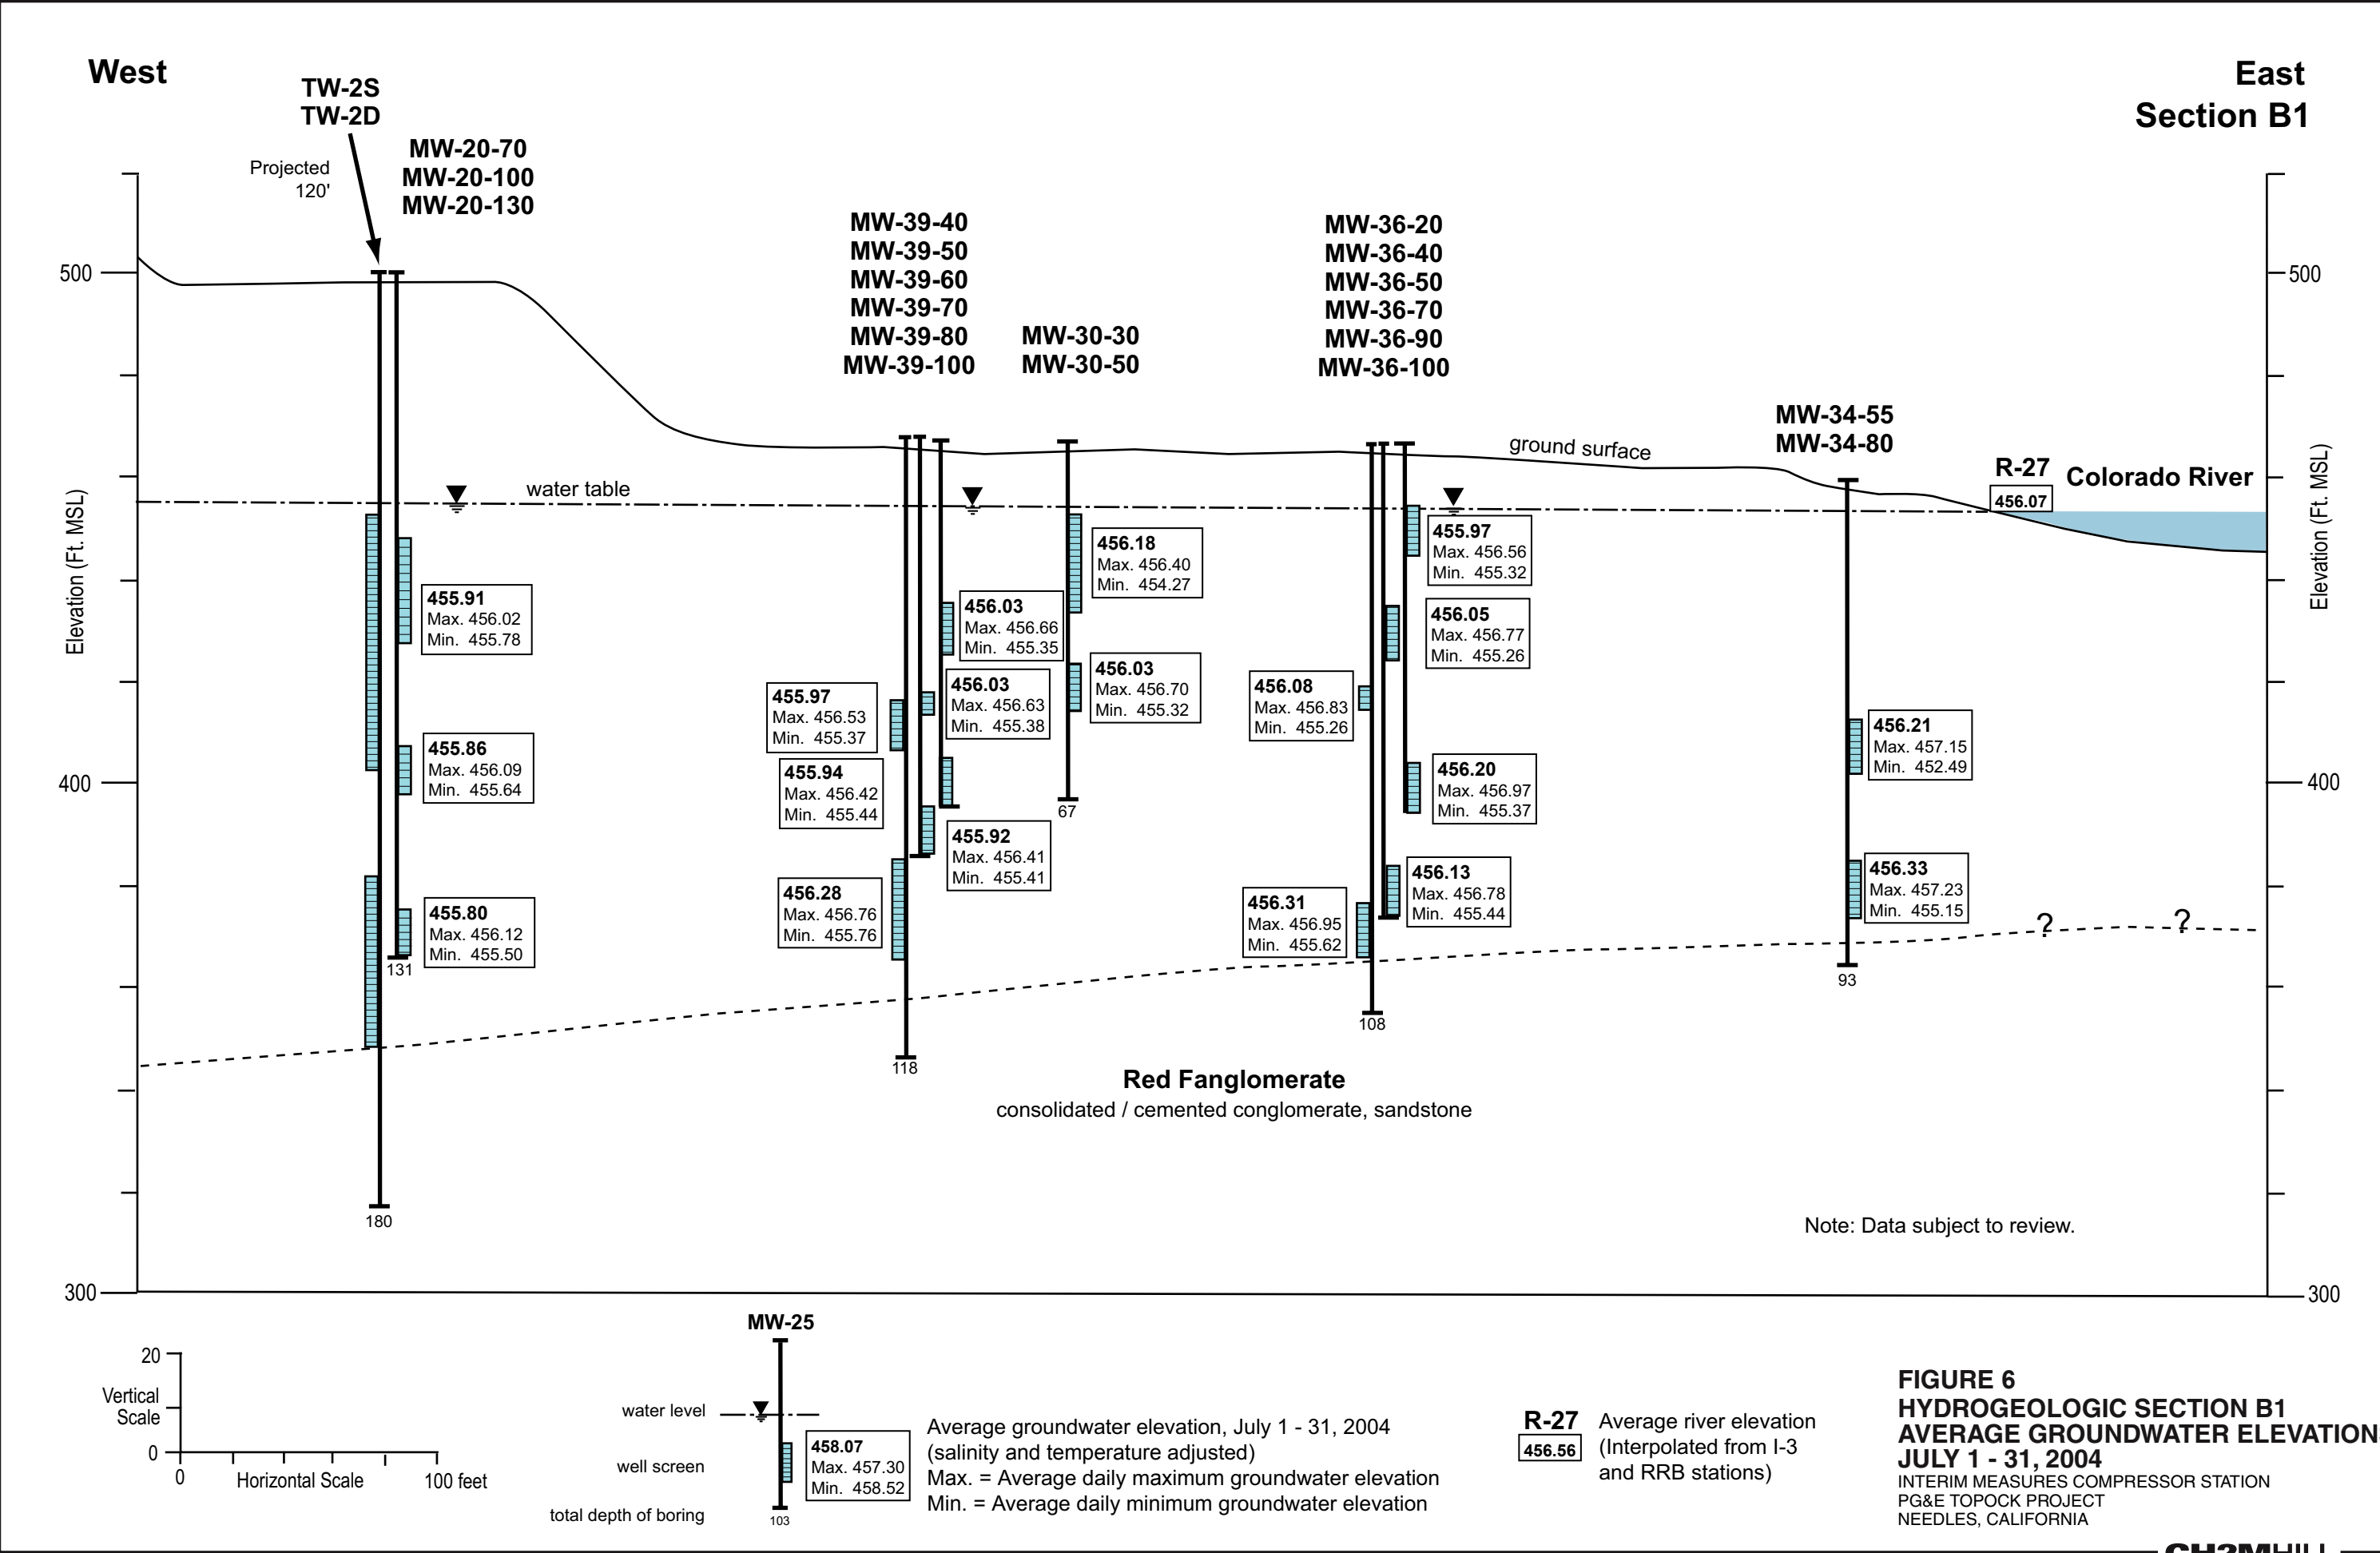 West
East
Section B1
TW-2S
TW-2D
Projected
120'
MW-20-70
MW-20-100
MW-20-130
MW-39-40
MW-39-50
MW-39-60
MW-39-70
MW-39-80
MW-39-100
MW-30-30
MW-30-50
MW-36-20
MW-36-40
MW-36-50
MW-36-70
MW-36-90
MW-36-100
MW-34-55
MW-34-80
R-27
456.07
Colorado River
ground surface
water table
500
400
300
Elevation (Ft. MSL)
500
400
300
Elevation (Ft. MSL)
455.91
Max. 456.02
Min. 455.78
455.86
Max. 456.09
Min. 455.64
455.80
Max. 456.12
Min. 455.50
131
180
455.97
Max. 456.53
Min. 455.37
455.94
Max. 456.42
Min. 455.44
456.28
Max. 456.76
Min. 455.76
456.03
Max. 456.66
Min. 455.35
456.03
Max. 456.63
Min. 455.38
455.92
Max. 456.41
Min. 455.41
118
456.18
Max. 456.40
Min. 454.27
456.03
Max. 456.70
Min. 455.32
67
455.97
Max. 456.56
Min. 455.32
456.05
Max. 456.77
Min. 455.26
456.08
Max. 456.83
Min. 455.26
456.20
Max. 456.97
Min. 455.37
456.13
Max. 456.78
Min. 455.44
456.31
Max. 456.95
Min. 455.62
108
456.21
Max. 457.15
Min. 452.49
456.33
Max. 457.23
Min. 455.15
93
?
?
Red Fanglomerate
consolidated / cemented conglomerate, sandstone
Note: Data subject to review.
20
Vertical
Scale
0
0
Horizontal Scale
100 feet
MW-25
water level
well screen
total depth of boring
458.07
Max. 457.30
Min. 458.52
103
Average groundwater elevation, July 1 - 31, 2004
(salinity and temperature adjusted)
Max. = Average daily maximum groundwater elevation
Min. = Average daily minimum groundwater elevation
R-27
456.56
Average river elevation
(Interpolated from I-3
and RRB stations)
FIGURE 6
HYDROGEOLOGIC SECTION B1
AVERAGE GROUNDWATER ELEVATION
JULY 1 - 31, 2004
INTERIM MEASURES COMPRESSOR STATION
PG&E TOPOCK PROJECT
NEEDLES, CALIFORNIA
CH2MHILL